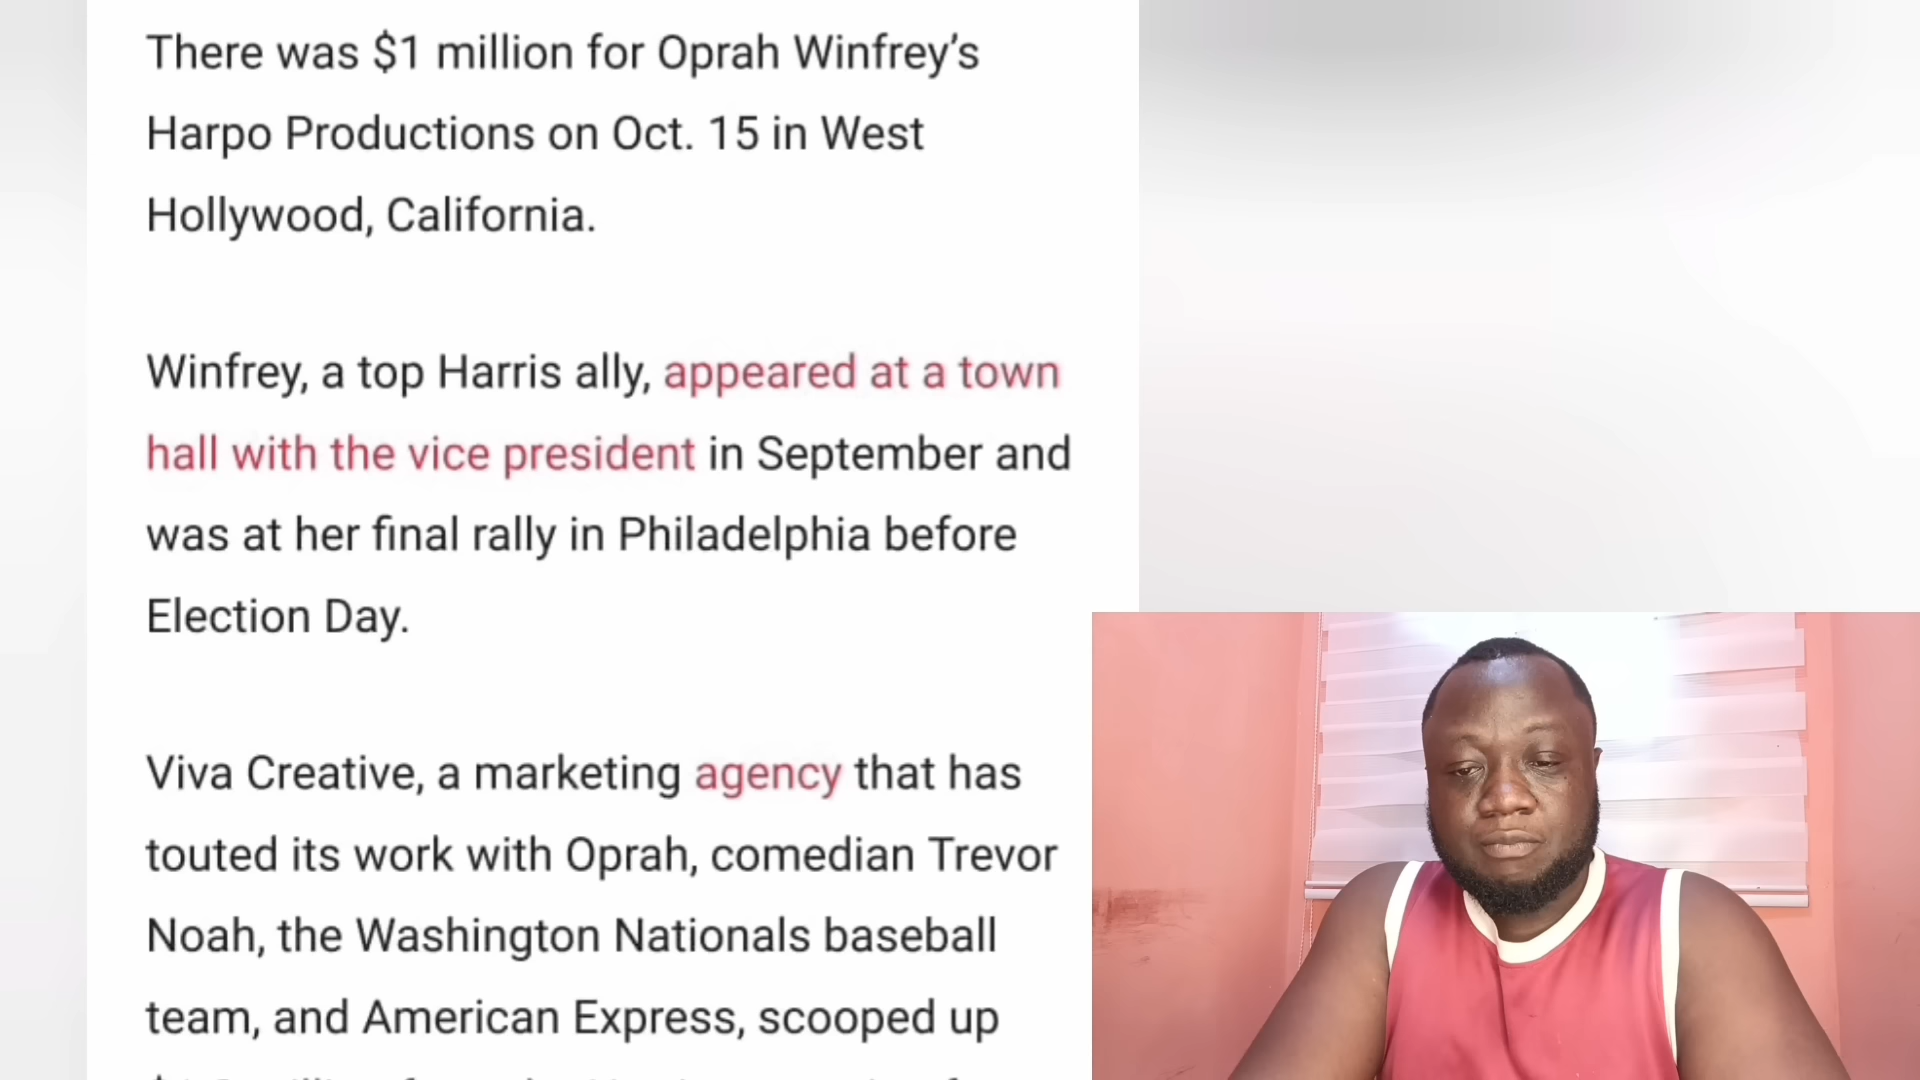 There was $1 million for Oprah Winfrey’s
Harpo Productions on Oct. 15 in West
Hollywood, California.
Winfrey, a top Harris ally, appeared at a town
hall with the vice president in September and
was at her final rally in Philadelphia before
Election Day.
Viva Creative, a marketing agency that has
touted its work with Oprah, comedian Trevor
Noah, the Washington Nationals baseball
team, and American Express, scooped up